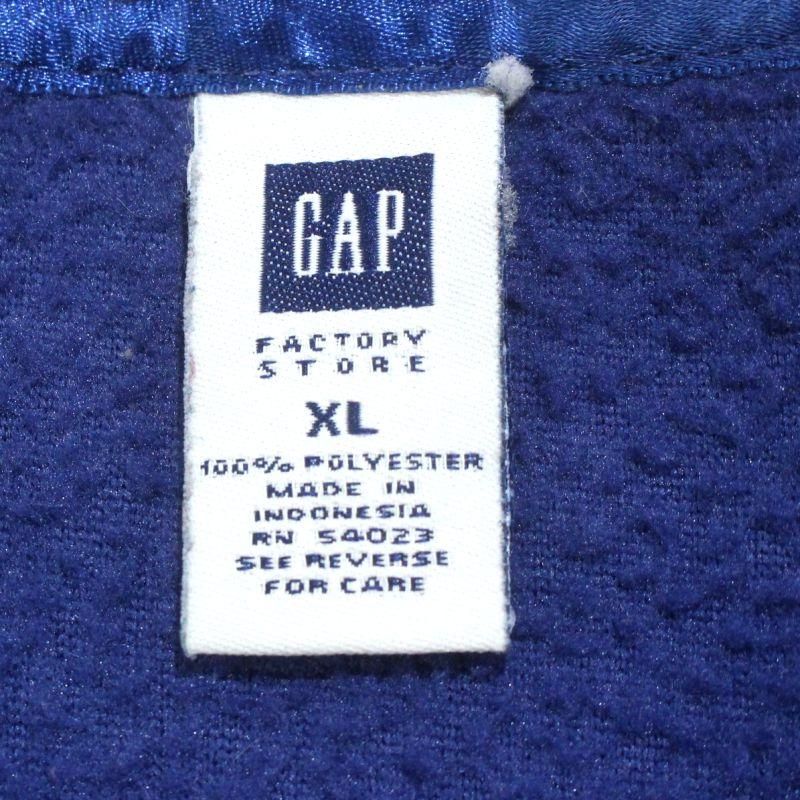 GAP
FACTORY
STORE
XL
100% POLYESTER
MADE IN
INDONESIA
RN 54023
SEE REVERSE
FOR CARE